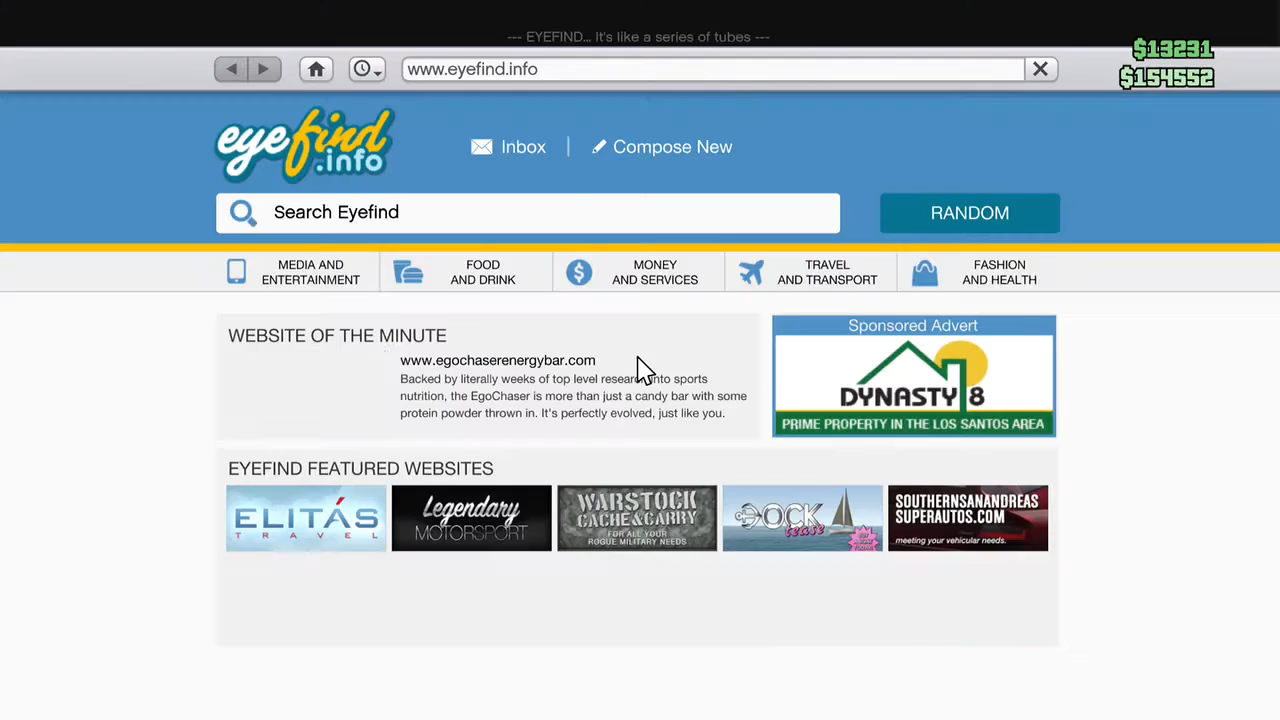 --- EYEFIND... It's like a series of tubes ---
$13231
$154552
www.eyefind.info
eyefind
.info
Inbox
Compose New
Search Eyefind
RANDOM
MEDIA AND
ENTERTAINMENT
FOOD
AND DRINK
MONEY
AND SERVICES
TRAVEL
AND TRANSPORT
FASHION
AND HEALTH
WEBSITE OF THE MINUTE
www.egochaserenergybar.com
Backed by literally weeks of top level research into sports
nutrition, the EgoChaser is more than just a candy bar with some
protein powder thrown in. It's perfectly evolved, just like you.
Sponsored Advert
DYNASTY 8
PRIME PROPERTY IN THE LOS SANTOS AREA
EYEFIND FEATURED WEBSITES
ELITÁS
TRAVEL
Legendary
MOTORSPORT
WARSTOCK
CACHE&CARRY
FOR ALL YOUR
ROGUE MILITARY NEEDS
DOCK
tease
SOUTHERNSANANDREAS
SUPERAUTOS.COM
meeting your vehicular needs.